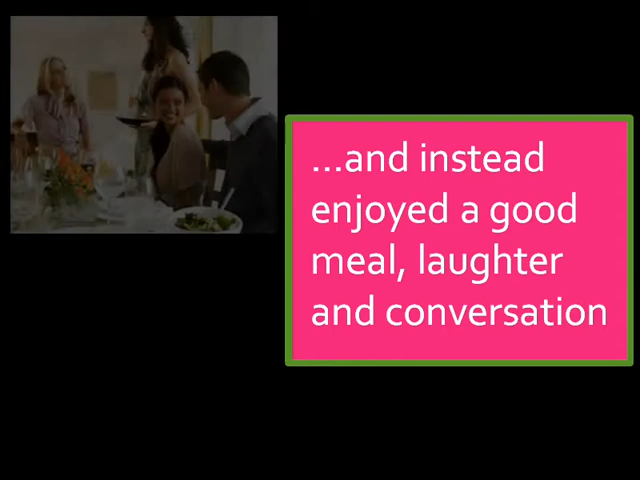 ...and instead
enjoyed a good
meal, laughter
and conversation